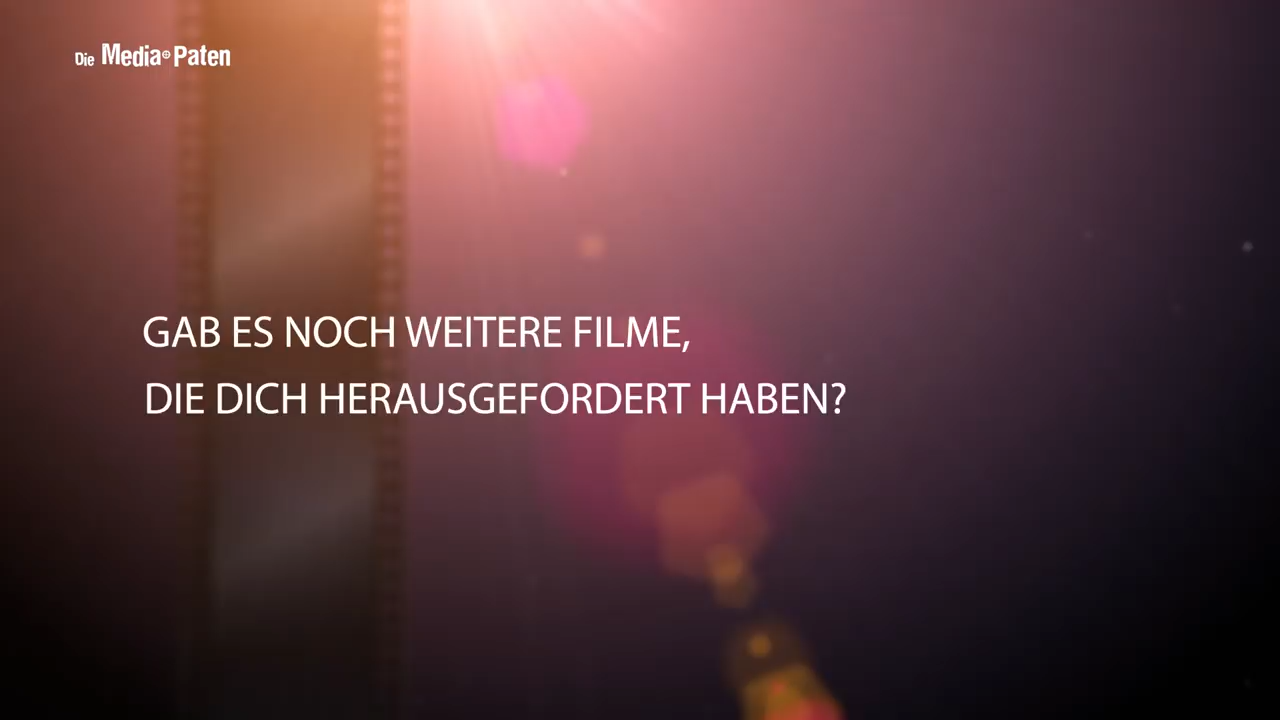 Die Media Paten
GAB ES NOCH WEITERE FILME,
DIE DICH HERAUSGEFORDERT HABEN?